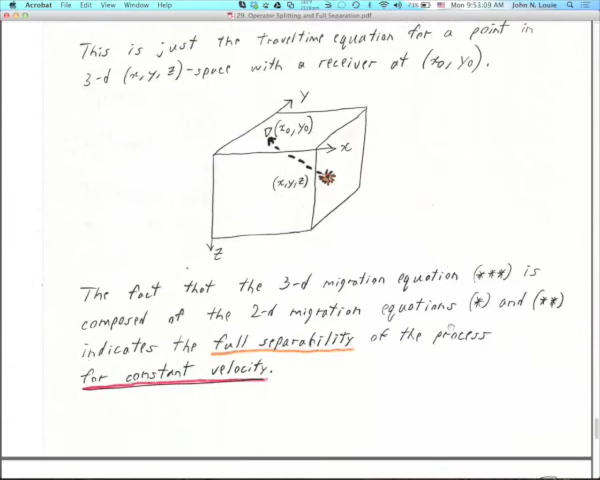 Acrobat File Edit View Window Help
73% Mon 9:53:09 AM John N. Louie
29. Operator Splitting and Full Separation.pdf
This is just the traveltime equation for a point in
3-d (x, y, z)-space with a receiver at (x0, y0).
Y
(x0, y0)
x
(x, y, z)
Z
The fact that the 3-d migration equation (***) is
composed of the 2-d migration equations (*) and (**)
indicates the full separability of the process
for constant velocity.